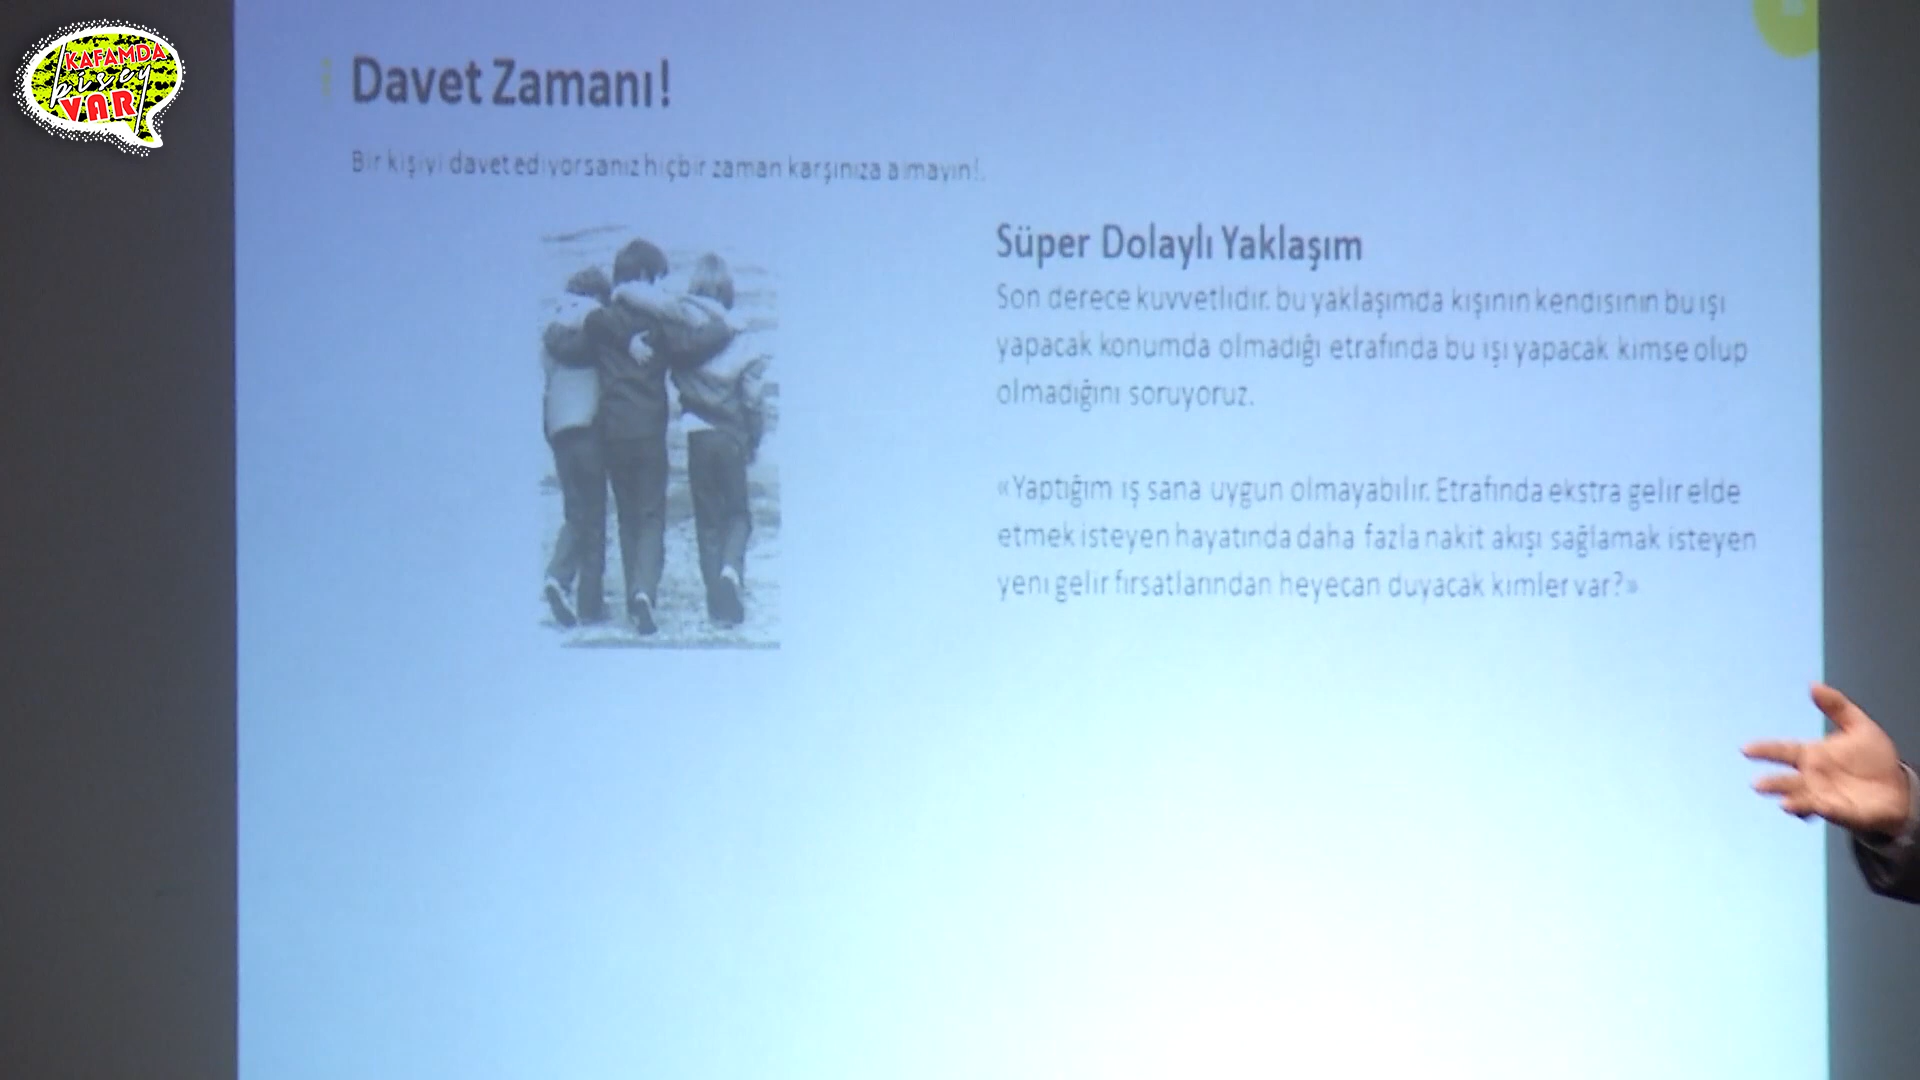 KAFAMDA
bişey
VAR
Davet Zamanı!
Bir kişiyi davet ediyorsanız hiçbir zaman karşınıza almayın!.
Süper Dolaylı Yaklaşım
Son derece kuvvetlidir. bu yaklaşımda kişinin kendisinin bu işi
yapacak konumda olmadığı etrafında bu işi yapacak kimse olup
olmadığını soruyoruz.
«Yaptığım iş sana uygun olmayabilir. Etrafında ekstra gelir elde
etmek isteyen hayatında daha fazla nakit akışı sağlamak isteyen
yeni gelir fırsatlarından heyecan duyacak kimler var?»